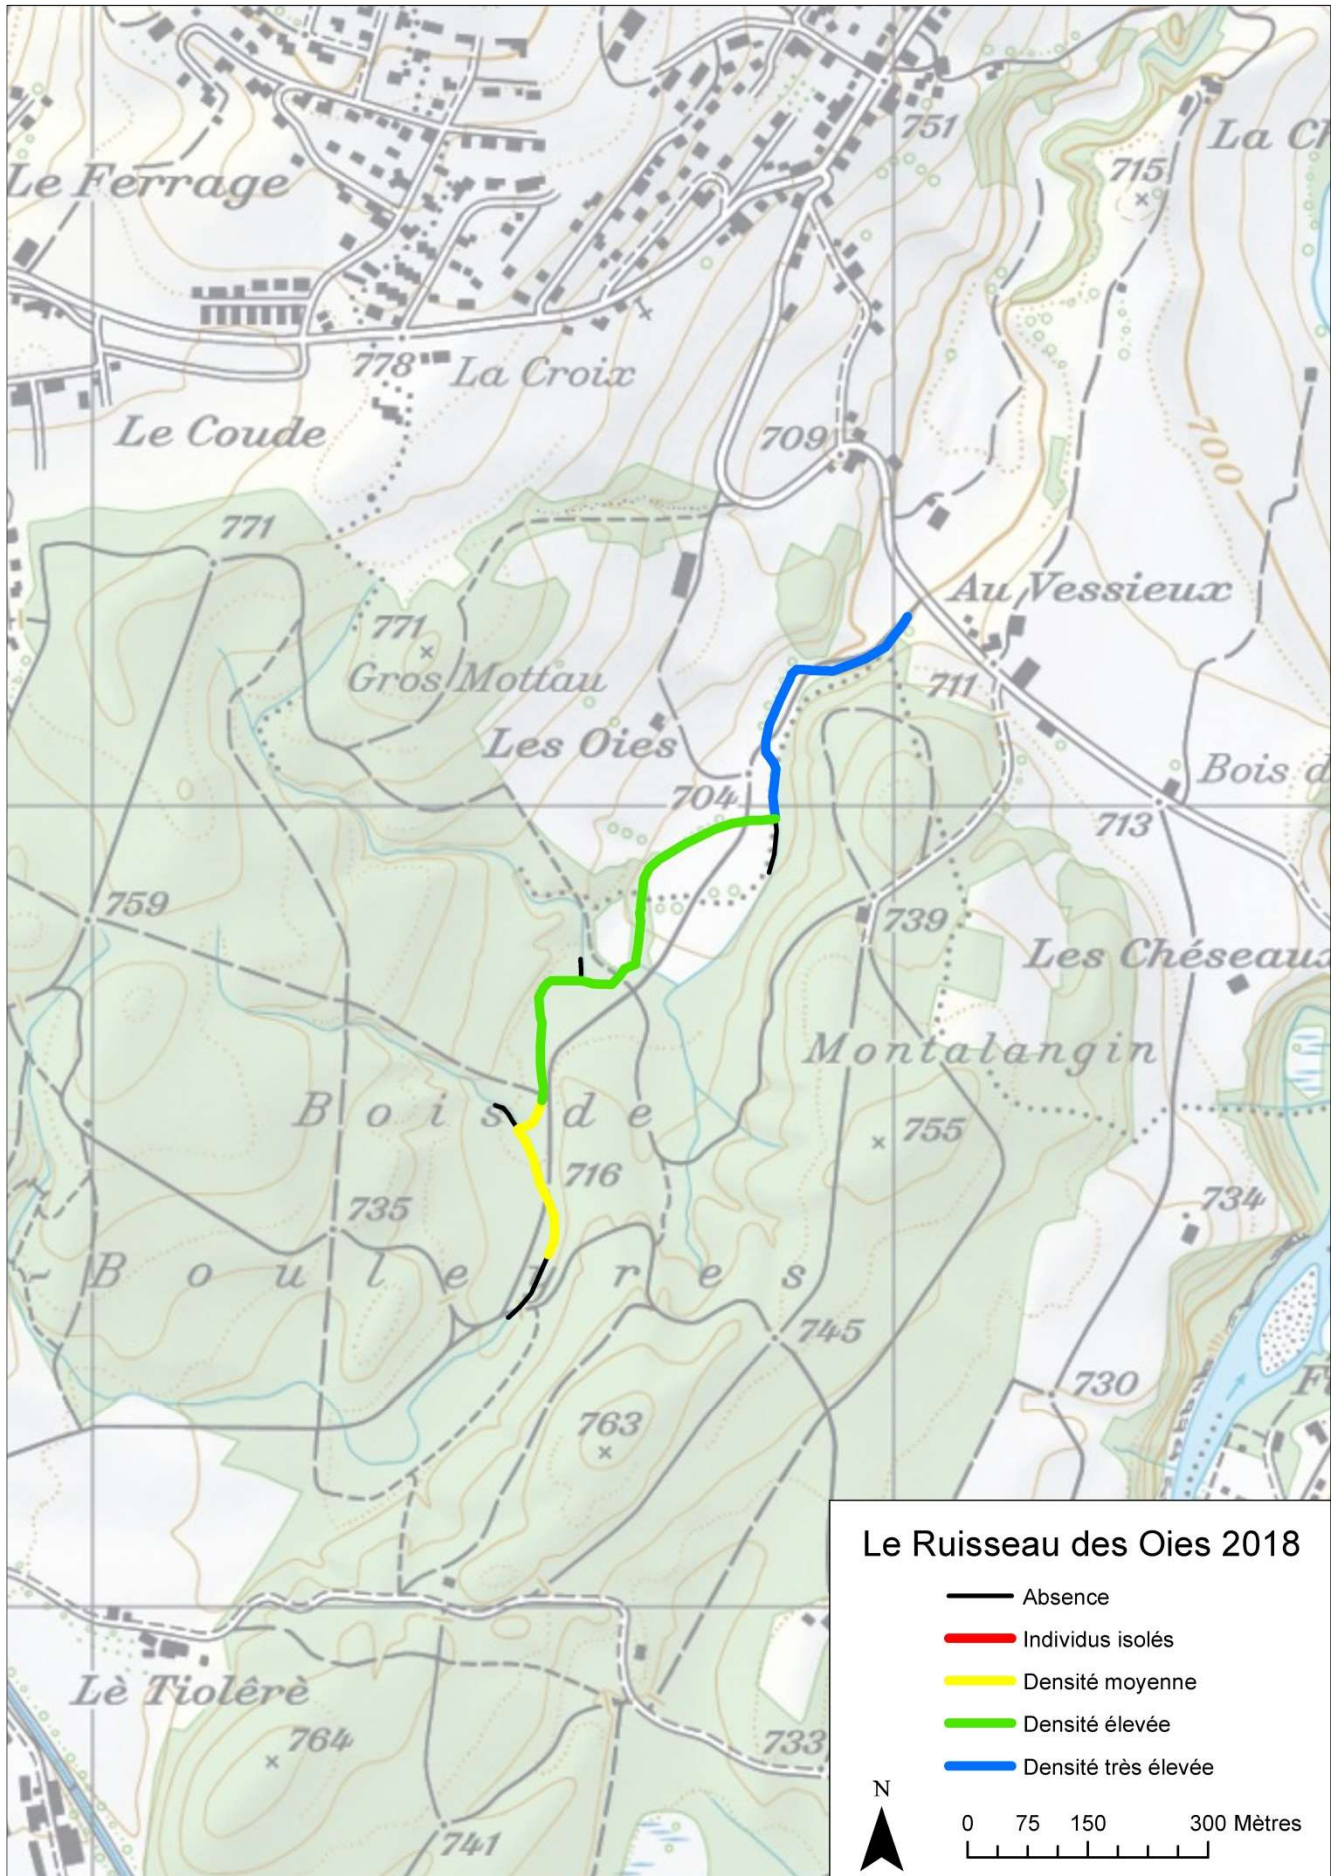 751
La Ch
Le Ferrage
715
778
La Croix
Le Coude
709
700
771
Au Vessieux
771
Gros Mottau
711
Les Oies
Bois d
704
713
759
739
Les Chéseaux
Montalangin
Bois de
755
716
734
735
Bouleyres
745
730
763
Le Ruisseau des Oies 2018
Absence
Individus isolés
Lè Tiolêrè
Densité moyenne
Densité élevée
764
733
Densité très élevée
N
0 75 150 300 Mètres
741